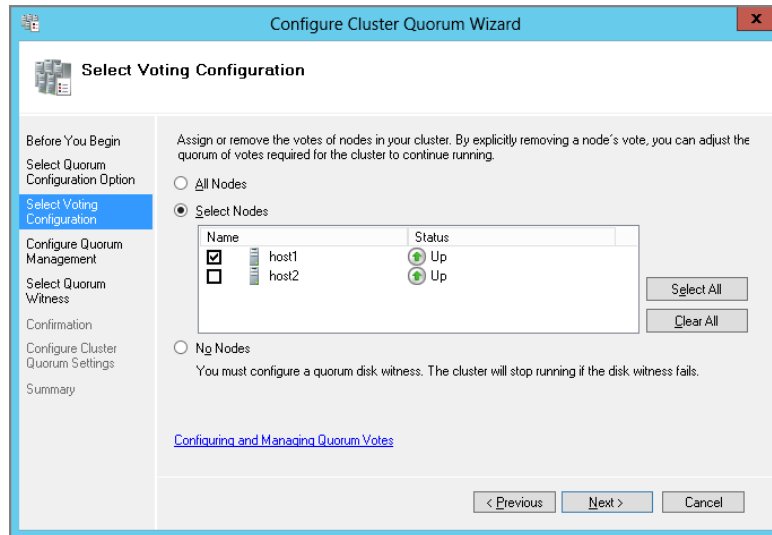 Configure Cluster Quorum Wizard
x
Select Voting Configuration
Before You Begin
Select Quorum
Configuration Option
Select Voting
Configuration
Configure Quorum
Management
Select Quorum
Witness
Confirmation
Configure Cluster
Quorum Settings
Summary
Assign or remove the votes of nodes in your cluster. By explicitly removing a node's vote, you can adjust the
quorum of votes required for the cluster to continue running.
All Nodes
Select Nodes
Name Status
host1 Up
host2 Up
Select All
Clear All
No Nodes
You must configure a quorum disk witness. The cluster will stop running if the disk witness fails.
Configuring and Managing Quorum Votes
< Previous Next > Cancel